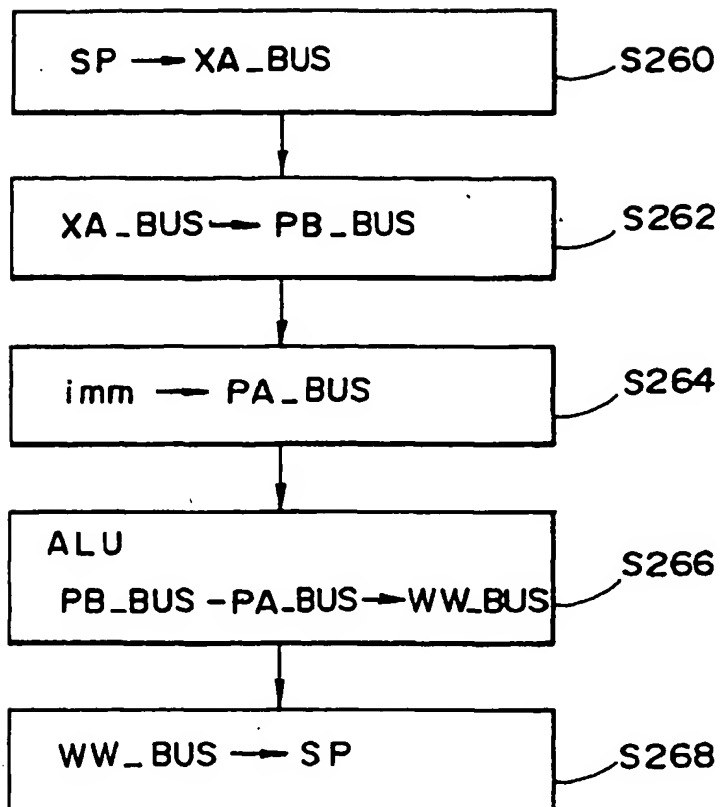 SP → XA_BUS
S260
XA_BUS → PB_BUS
S262
imm → PA_BUS
S264
ALU
PB_BUS - PA_BUS → WW_BUS
S266
WW_BUS → SP
S268